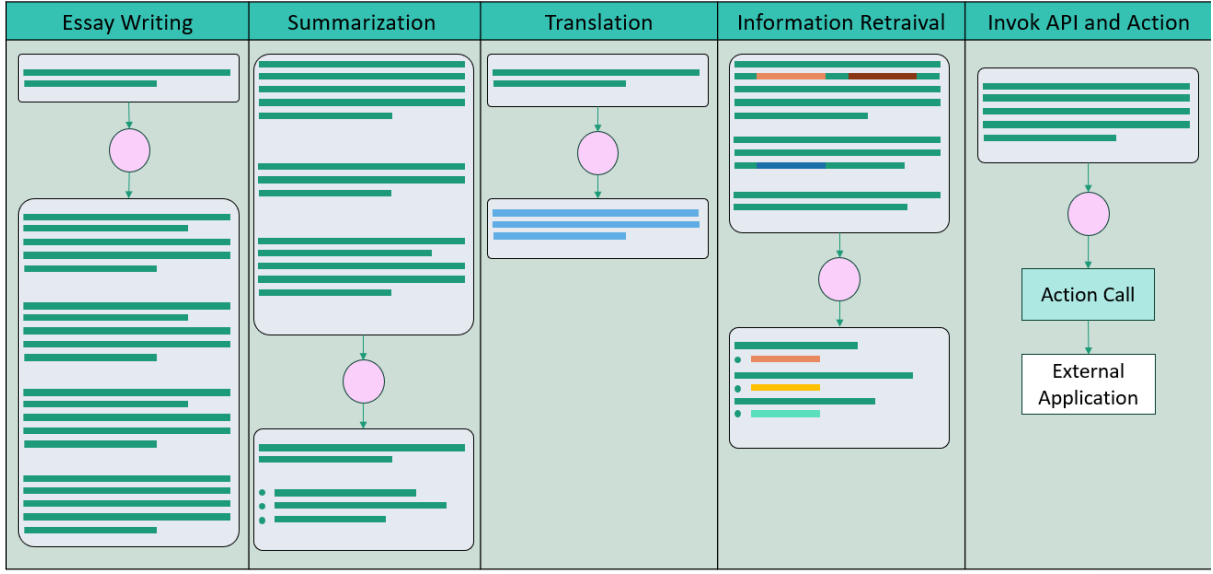 Essay Writing
Summarization
Translation
Information Retraival
Invok API and Action
Action Call
External
Application